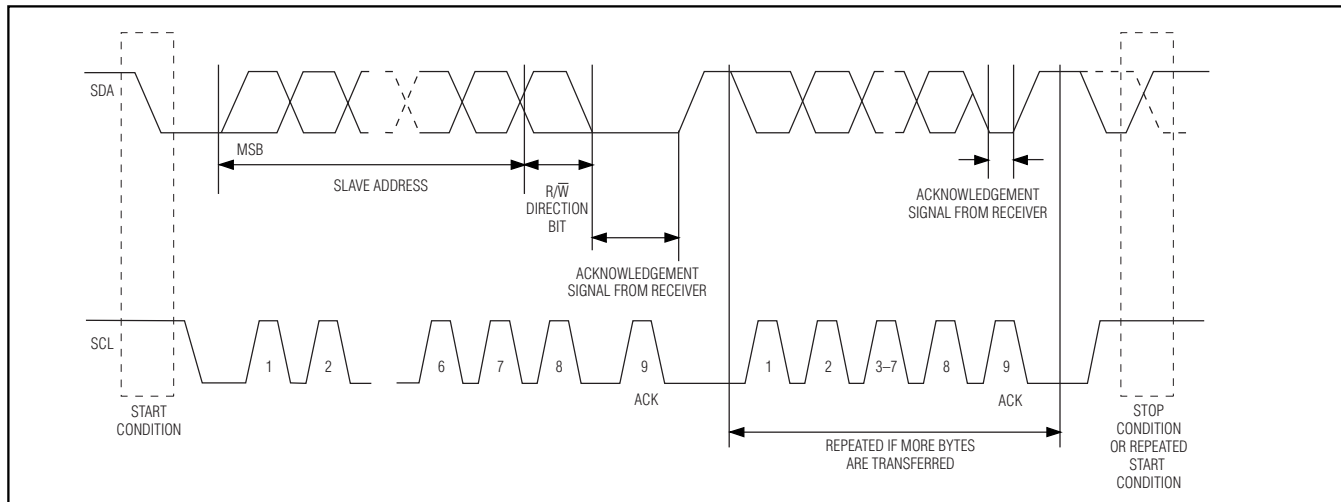 SDA
MSB
SLAVE ADDRESS
R/W̅
DIRECTION
BIT
ACKNOWLEDGEMENT
SIGNAL FROM RECEIVER
ACKNOWLEDGEMENT
SIGNAL FROM RECEIVER
SCL
1 2 6 7 8 9 1 2 3–7 8 9
ACK ACK
START
CONDITION
REPEATED IF MORE BYTES
ARE TRANSFERRED
STOP
CONDITION
OR REPEATED
START
CONDITION